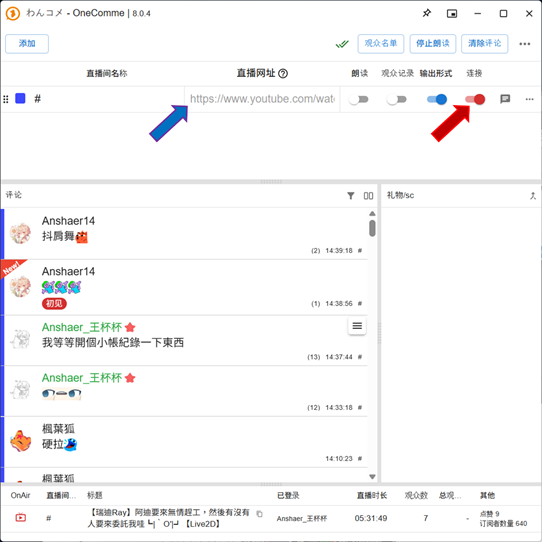 わんコメ - OneComme | 8.0.4
添加
观众名单
停止朗读
清除评论
直播间名称
直播网址
朗读
观众记录
输出形式
连接
#
https://www.youtube.com/wat
评论
礼物/sc
Anshaer14
抖肩舞
(2) 14:39:18 #
New!
Anshaer14
初见
(1) 14:38:56 #
Anshaer_王杯杯
我等等開個小帳紀錄一下東西
(13) 14:37:44 #
Anshaer_王杯杯
(12) 14:33:18 #
楓葉狐
硬拉
14:10:23 #
楓葉狐
OnAir
直播间...
标题
已登录
直播时长
观众数
总观...
其他
#
【瑞迪Ray】阿迪要來無情趕工，然後有沒有
人要來委託我哇┗|｀O′|┛【Live2D】
Anshaer_王杯杯
05:31:49
7
-
点赞 9
订阅者数量 640